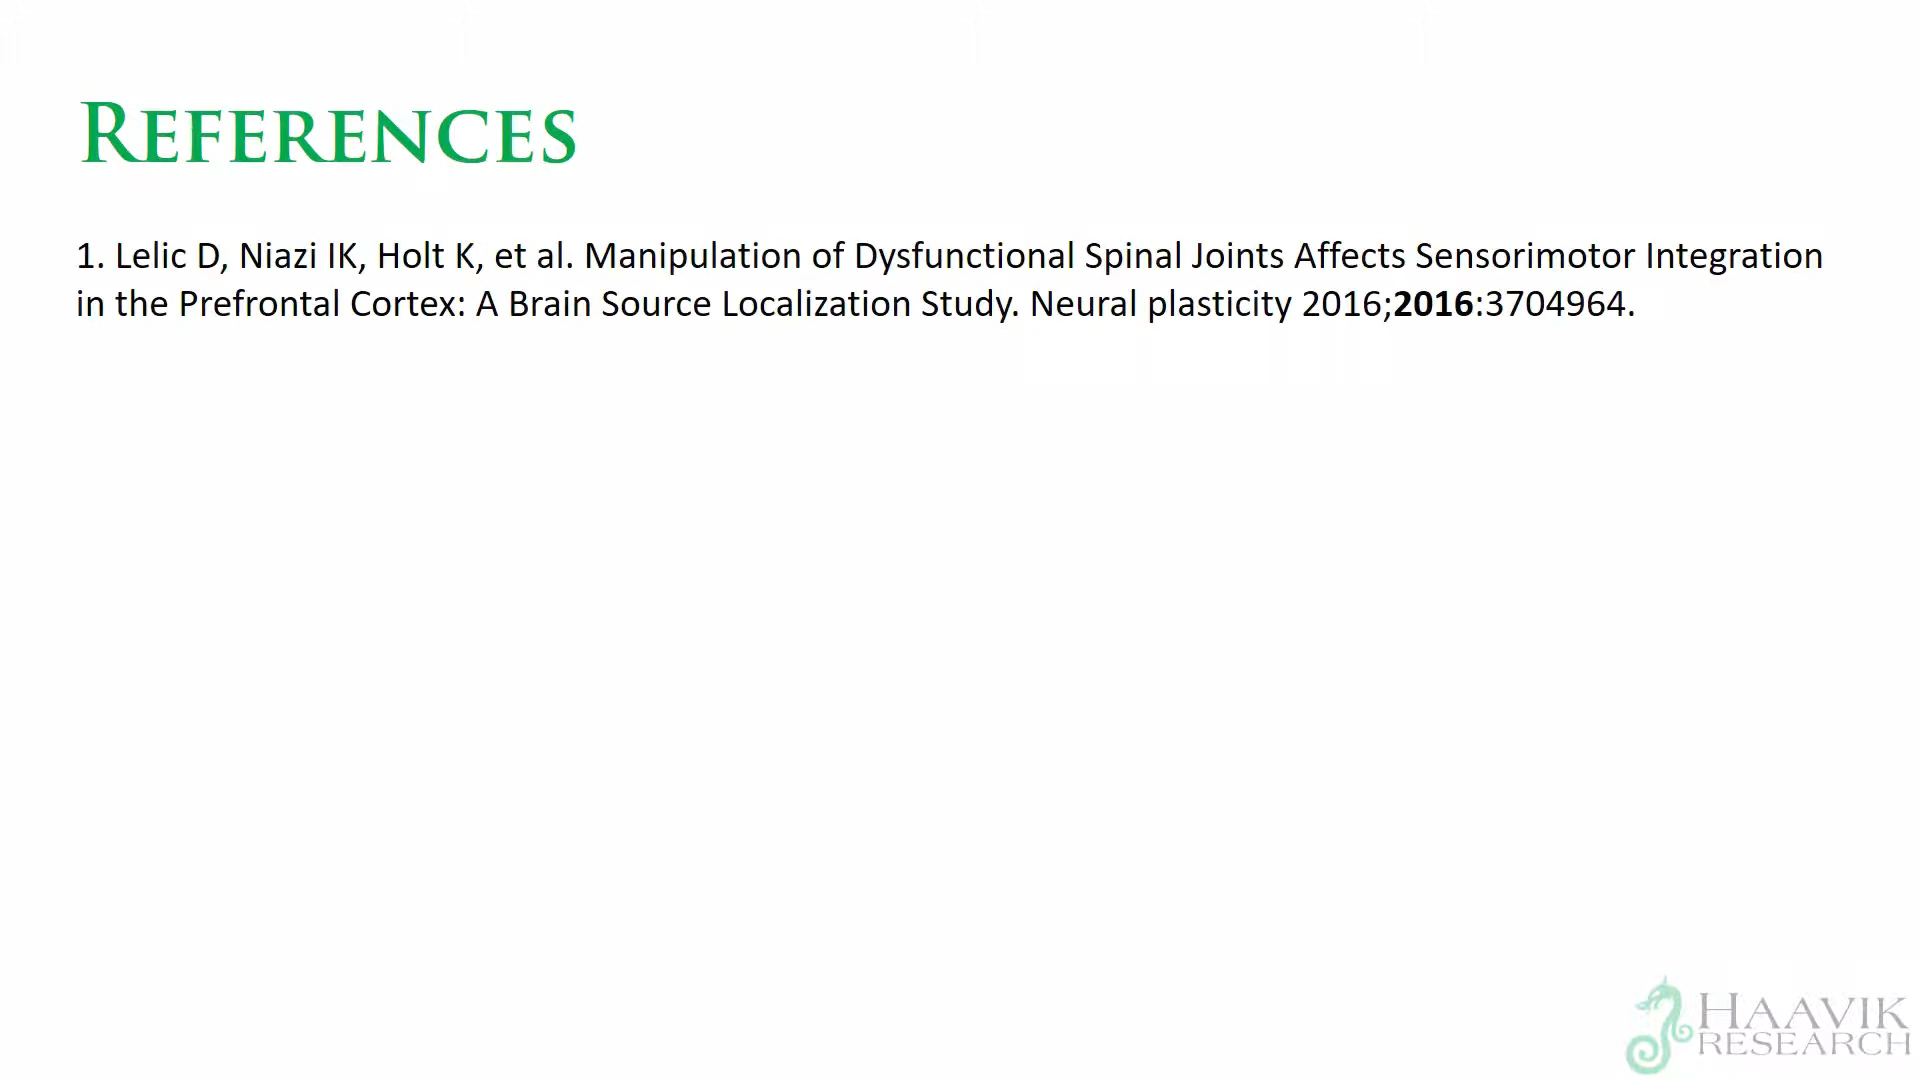 REFERENCES
1. Lelic D, Niazi IK, Holt K, et al. Manipulation of Dysfunctional Spinal Joints Affects Sensorimotor Integration
in the Prefrontal Cortex: A Brain Source Localization Study. Neural plasticity 2016;2016:3704964.
HAAVIK
RESEARCH